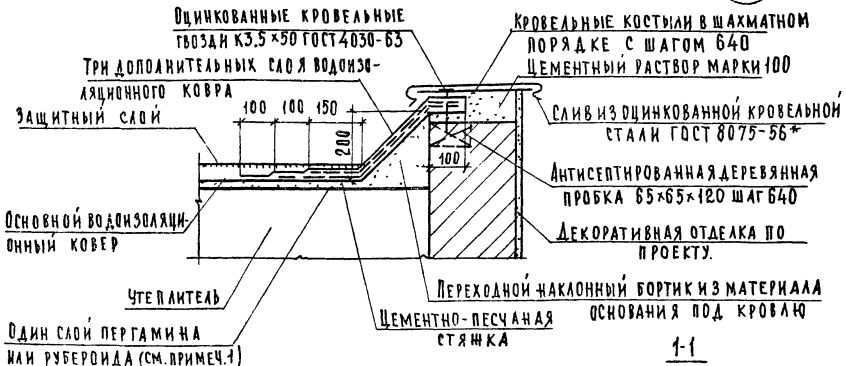 Оцинкованные кровельные
гвозди К3,5×50 ГОСТ 4030-63
Три дополнительных слоя водоизо-
ляционного ковра
Защитный слой
100 100 150
200
100
Кровельные костыли в шахматном
порядке с шагом 640
Цементный раствор марки 100
Слив из оцинкованной кровельной
стали ГОСТ 8075-56*
Антисептированная деревянная
пробка 65×65×120 шаг 640
Декоративная отделка по
проекту.
Основной водоизоляци-
онный ковер
Утеплитель
Один слой пергамина
или рубероида (см. примеч.1)
Цементно-песчаная
стяжка
Переходной наклонный бортик из материала
основания под кровлю
1-1